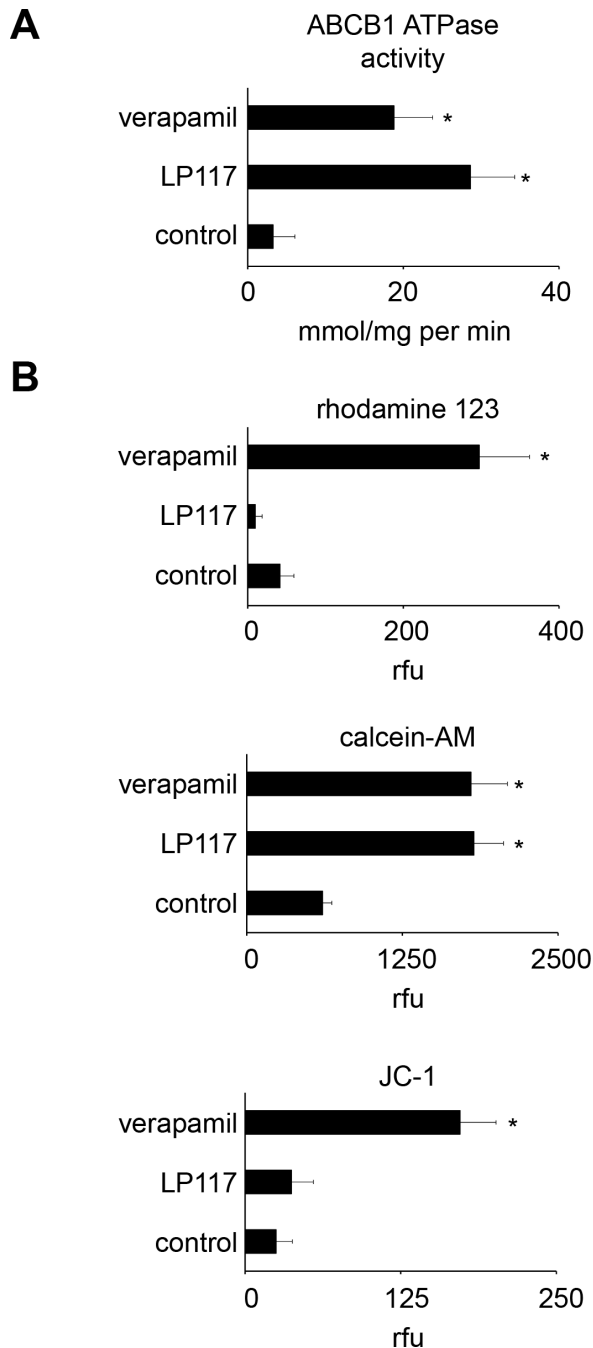 A
ABCB1 ATPase
activity
verapamil
*
LP117
*
control
0 20 40
mmol/mg per min
B
rhodamine 123
verapamil
*
LP117
control
0 200 400
rfu
calcein-AM
verapamil
*
LP117
*
control
0 1250 2500
rfu
JC-1
verapamil
*
LP117
control
0 125 250
rfu